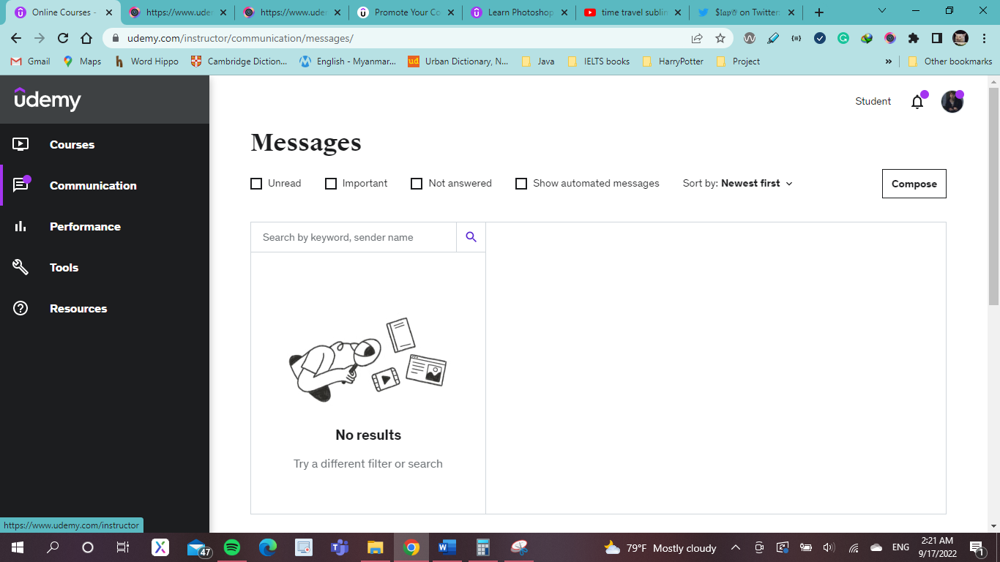 Online Courses -
https://www.uder
https://www.uder
Promote Your Co
Learn Photoshop
time travel sublin
on Twitter:
udemy.com/instructor/communication/messages/
Gmail
Maps
Word Hippo
Cambridge Diction...
English - Myanmar...
ud
Urban Dictionary, N...
Java
IELTS books
HarryPotter
Project
»
Other bookmarks
udemy
Student
Courses
Communication
Performance
Tools
Resources
Messages
Unread
Important
Not answered
Show automated messages
Sort by: Newest first
Compose
Search by keyword, sender name
No results
Try a different filter or search
https://www.udemy.com/instructor
47
79°F Mostly cloudy
ENG
2:21 AM
9/17/2022
1